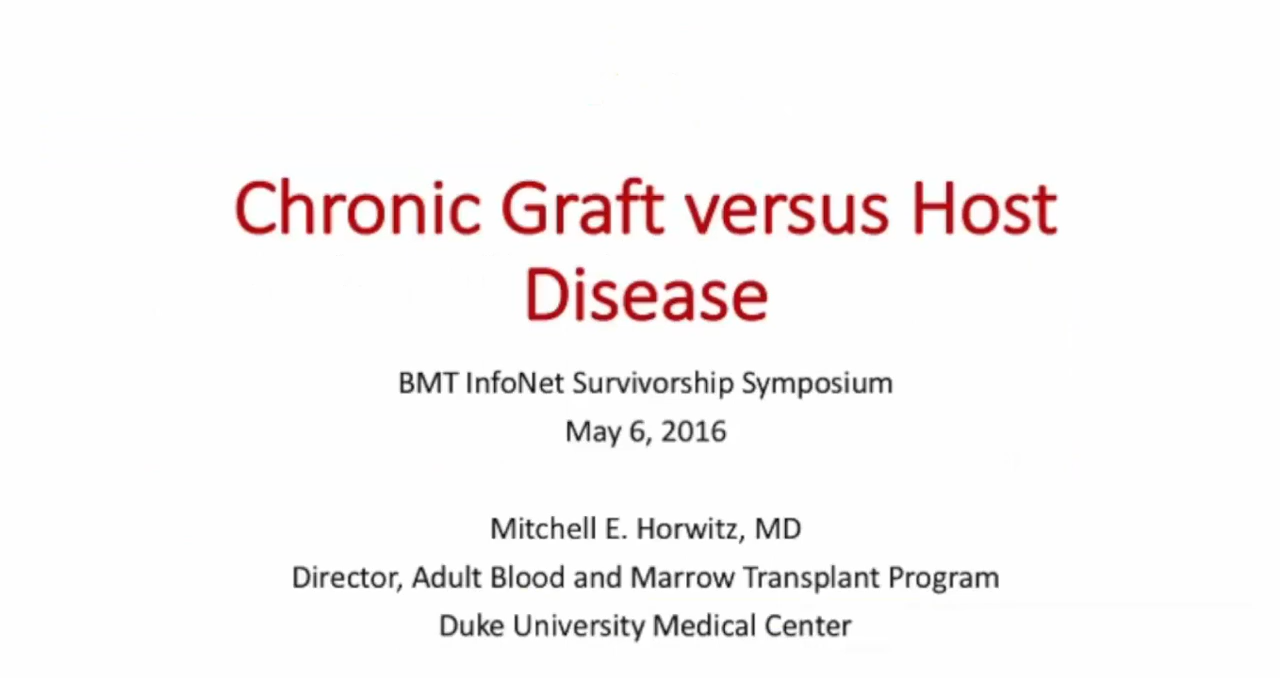 Chronic Graft versus Host
Disease
BMT InfoNet Survivorship Symposium
May 6, 2016
Mitchell E. Horwitz, MD
Director, Adult Blood and Marrow Transplant Program
Duke University Medical Center